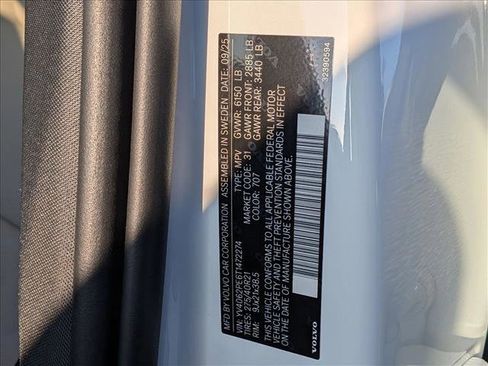 MFD. BY VOLVO CAR CORPORATION ASSEMBLED IN SWEDEN DATE: 09/25
TYPE: MPV GVWR: 6150 LB
VIN: YV4062PE6T1472274 MARKET CODE: 31 GAWR FRONT: 2985 LB
TIRES: 275/40R21 COLOR: 707 GAWR REAR: 3440 LB
RIM: 9Jx21x38,5
THIS VEHICLE CONFORMS TO ALL APPLICABLE FEDERAL MOTOR
VEHICLE SAFETY AND THEFT PREVENTION STANDARDS IN EFFECT
ON THE DATE OF MANUFACTURE SHOWN ABOVE.
VOLVO 32390594